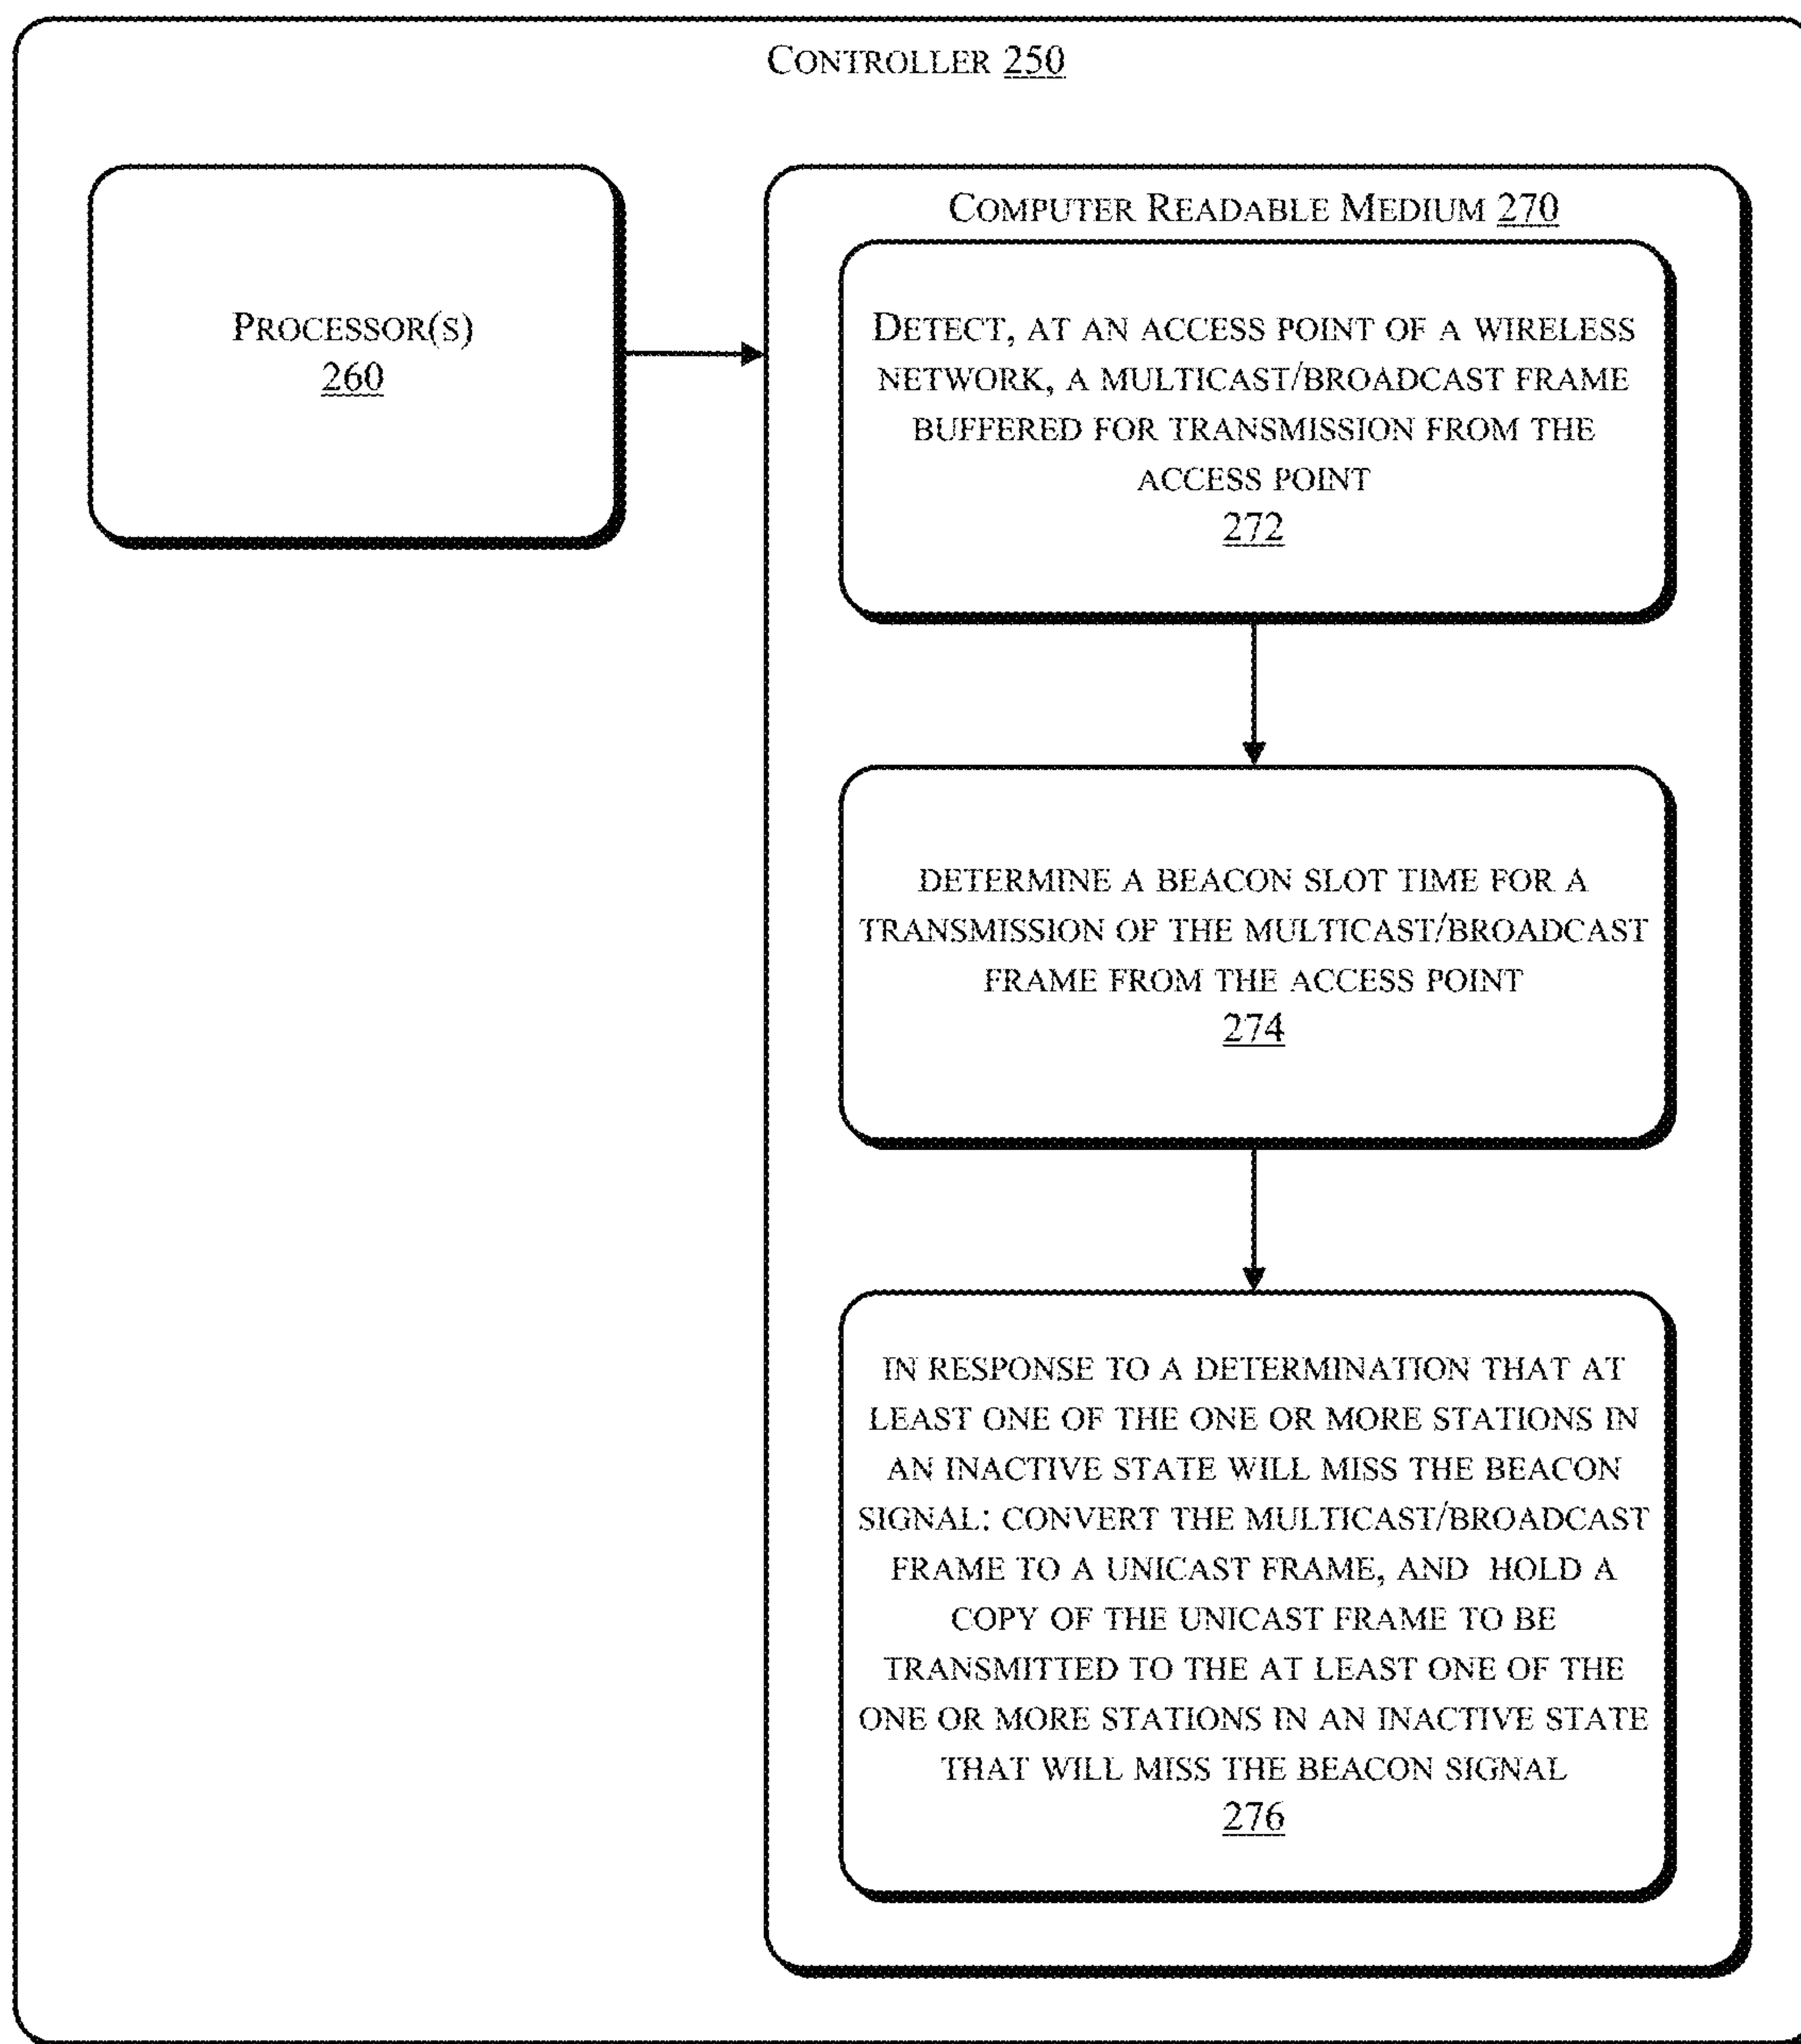 CONTROLLER 250
PROCESSOR(S)
260
COMPUTER READABLE MEDIUM 270
DETECT, AT AN ACCESS POINT OF A WIRELESS
NETWORK, A MULTICAST/BROADCAST FRAME
BUFFERED FOR TRANSMISSION FROM THE
ACCESS POINT
272
DETERMINE A BEACON SLOT TIME FOR A
TRANSMISSION OF THE MULTICAST/BROADCAST
FRAME FROM THE ACCESS POINT
274
IN RESPONSE TO A DETERMINATION THAT AT
LEAST ONE OF THE ONE OR MORE STATIONS IN
AN INACTIVE STATE WILL MISS THE BEACON
SIGNAL: CONVERT THE MULTICAST/BROADCAST
FRAME TO A UNICAST FRAME, AND HOLD A
COPY OF THE UNICAST FRAME TO BE
TRANSMITTED TO THE AT LEAST ONE OF THE
ONE OR MORE STATIONS IN AN INACTIVE STATE
THAT WILL MISS THE BEACON SIGNAL
276